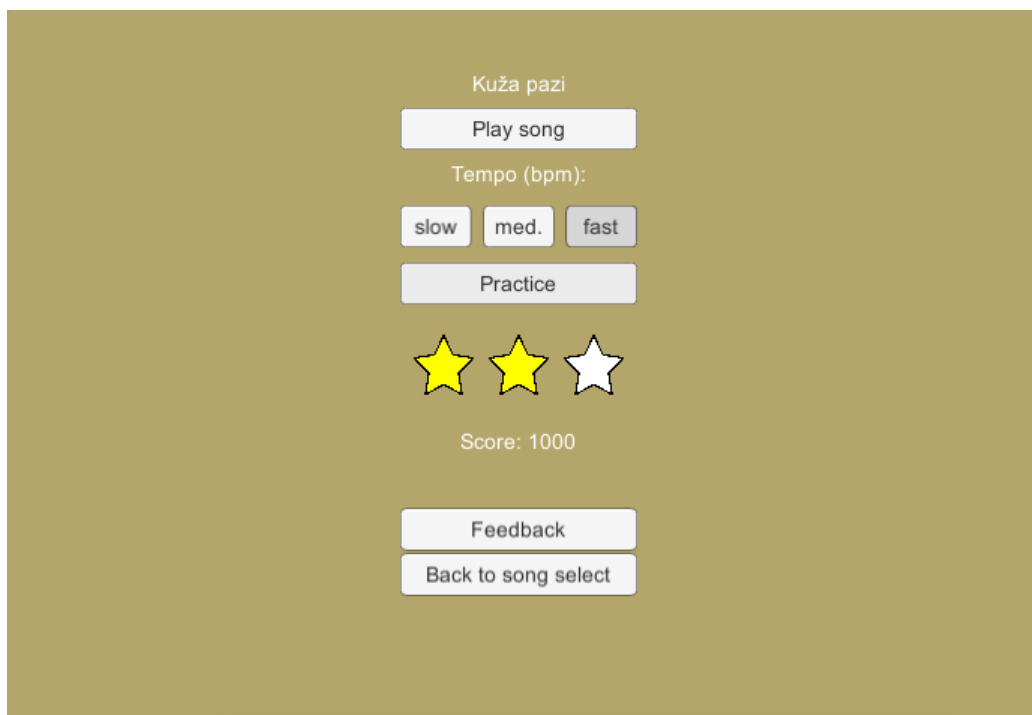 Kuža pazi
Play song
Tempo (bpm):
slow med. fast
Practice
Score: 1000
Feedback
Back to song select